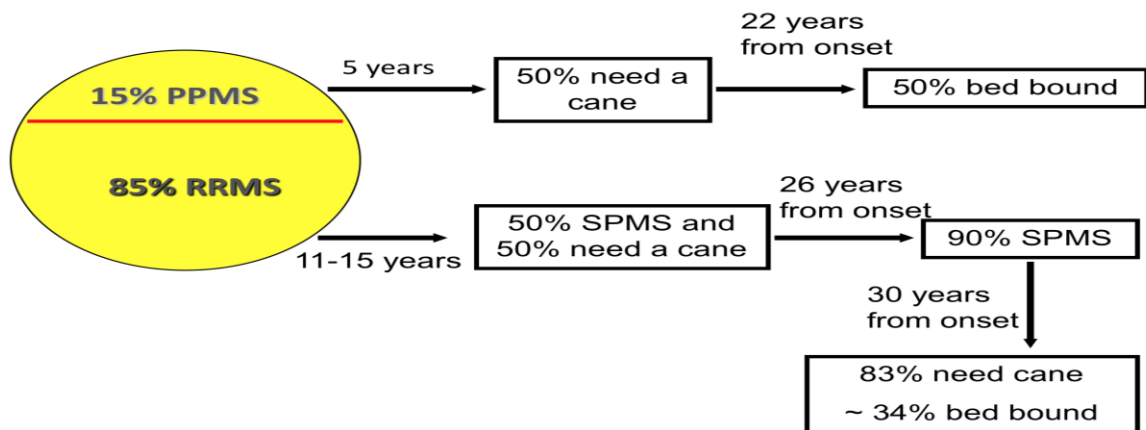 15% PPMS
85% RRMS
5 years
50% need a
cane
22 years
from onset
50% bed bound
11-15 years
50% SPMS and
50% need a cane
26 years
from onset
90% SPMS
30 years
from onset
83% need cane
~ 34% bed bound